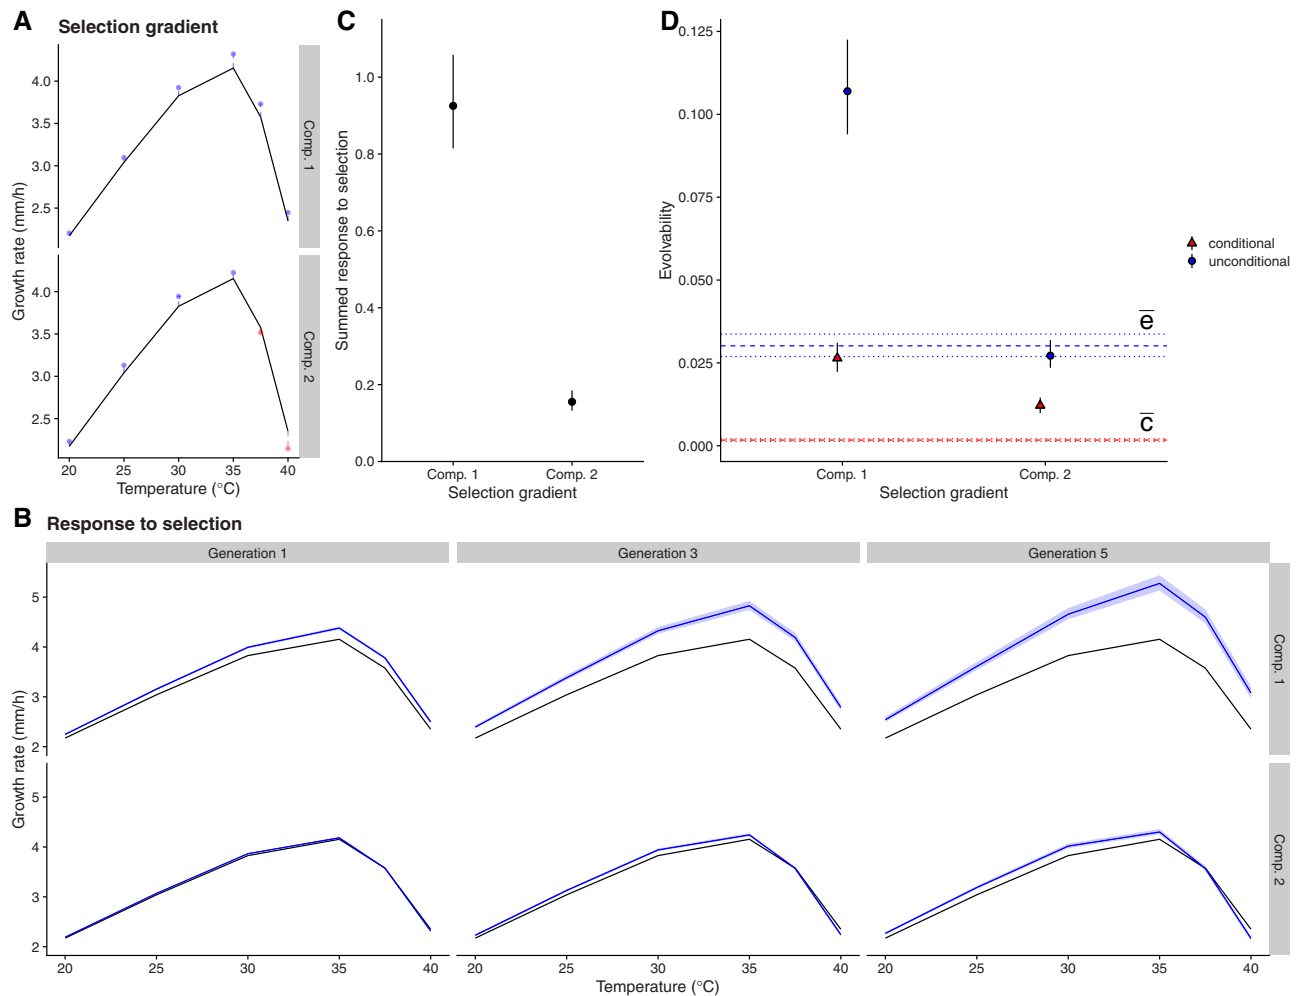 A Selection gradient
4.0
3.5
3.0
2.5
Comp. 1
4.0
3.5
3.0
2.5
Comp. 2
20 25 30 35 40
Temperature (°C)
Growth rate (mm/h)
C
1.0
0.8
0.6
0.4
0.2
0.0
Summed response to selection
Comp. 1 Comp. 2
Selection gradient
D
0.125
0.100
0.075
0.050
0.025
0.000
Evolvability
e
c
Comp. 1 Comp. 2
Selection gradient
conditional
unconditional
B Response to selection
Generation 1 Generation 3 Generation 5
5
4
3
2
Comp. 1
5
4
3
2
Comp. 2
Growth rate (mm/h)
20 25 30 35 40 20 25 30 35 40 20 25 30 35 40
Temperature (°C)